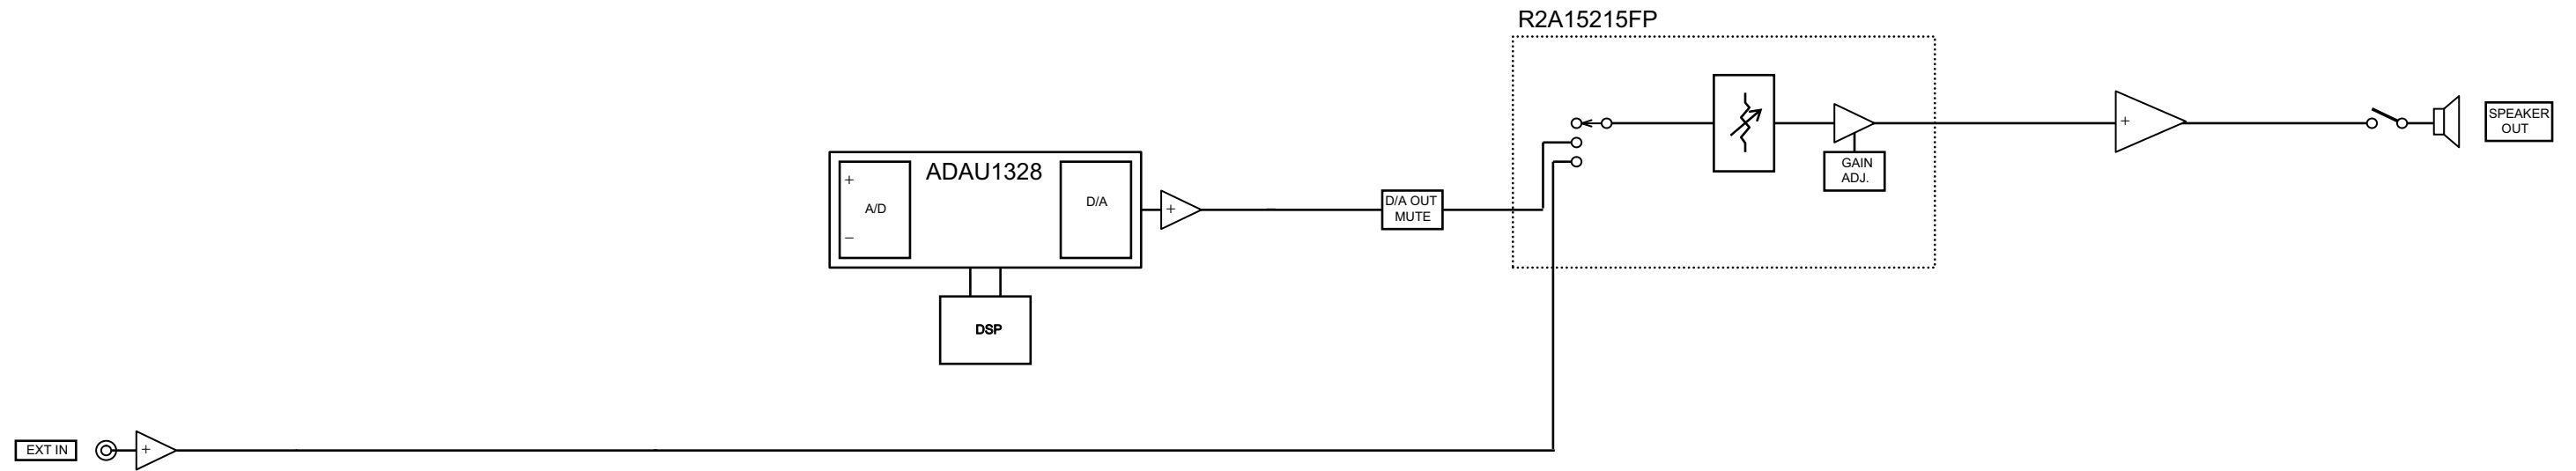 R2A15215FP
SPEAKER
OUT
+
GAIN
ADJ.
ADAU1328
+
A/D
−
D/A
+
D/A OUT
MUTE
DSP
EXT IN
+